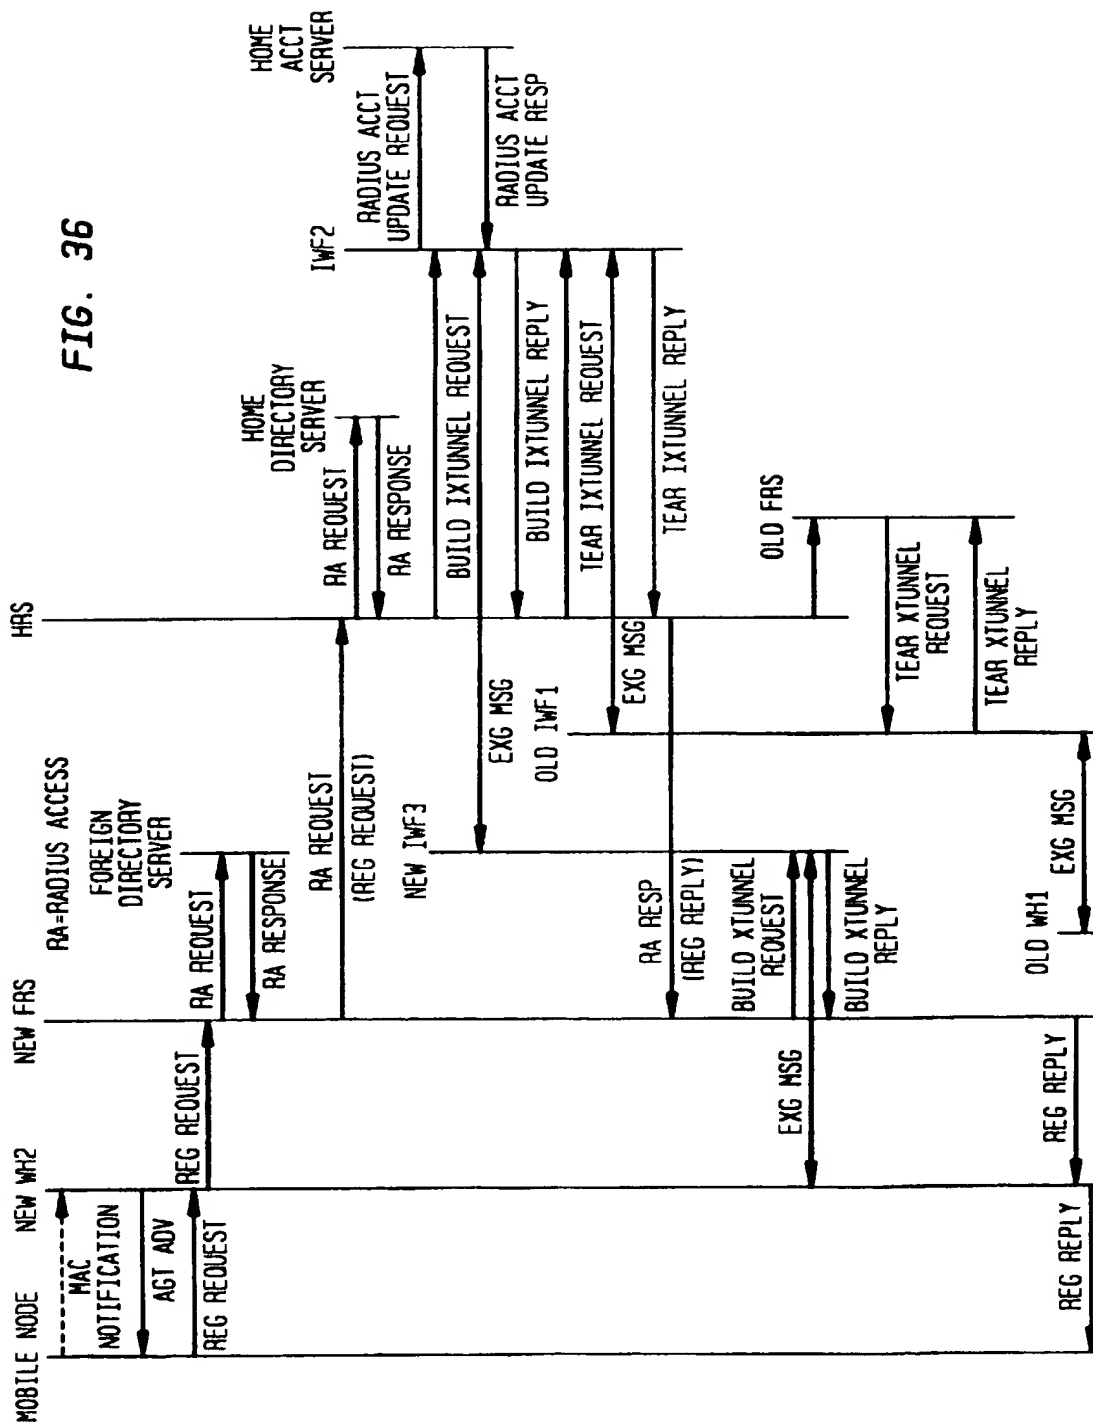 FIG. 36
RA=RADIUS ACCESS
MOBILE NODE
NEW WH2
NEW FRS
FOREIGN
DIRECTORY
SERVER
HRS
HOME
DIRECTORY
SERVER
IWF2
HOME
ACCT
SERVER
MAC
NOTIFICATION
AGT ADV
REG REQUEST
REG REQUEST
RA REQUEST
RA RESPONSE
RA REQUEST
(REG REQUEST)
RA REQUEST
RA RESPONSE
RADIUS ACCT
UPDATE REQUEST
RADIUS ACCT
UPDATE RESP
BUILD IXTUNNEL REQUEST
NEW IWF3
EXG MSG
BUILD IXTUNNEL REPLY
OLD IWF1
TEAR IXTUNNEL REQUEST
EXG MSG
TEAR IXTUNNEL REPLY
RA RESP
(REG REPLY)
BUILD XTUNNEL
REQUEST
EXG MSG
BUILD XTUNNEL
REPLY
OLD FRS
TEAR XTUNNEL
REQUEST
TEAR XTUNNEL
REPLY
OLD WH1
EXG MSG
REG REPLY
REG REPLY